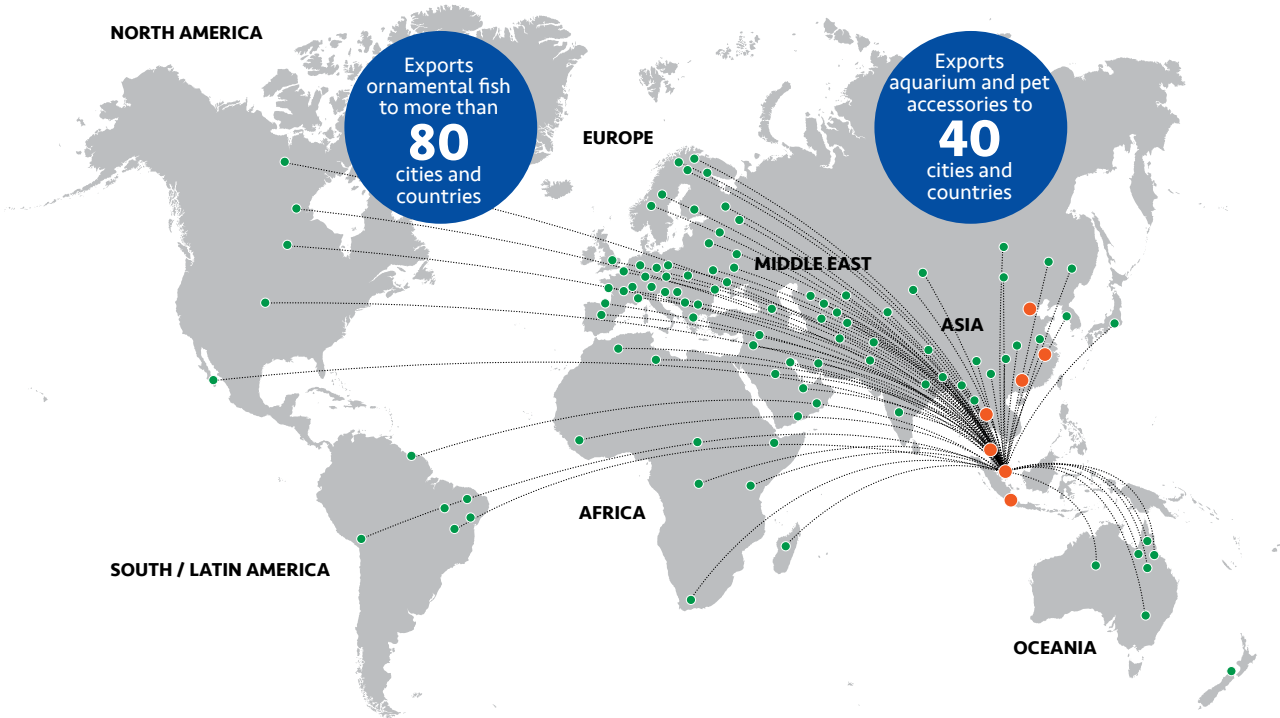 NORTH AMERICA
Exports
ornamental fish
to more than
80
cities and
countries
Exports
aquarium and pet
accessories to
40
cities and
countries
EUROPE
MIDDLE EAST
ASIA
AFRICA
SOUTH / LATIN AMERICA
OCEANIA